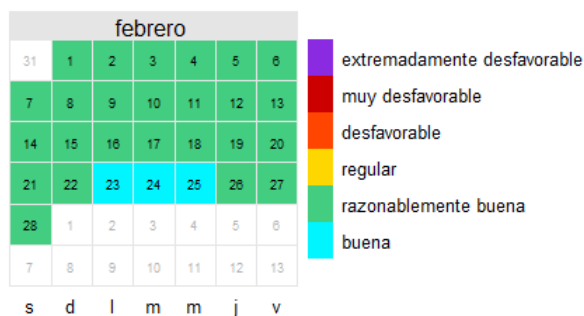 febrero
31 1 2 3 4 5 6
7 8 9 10 11 12 13
14 15 16 17 18 19 20
21 22 23 24 25 26 27
28 1 2 3 4 5 6
7 8 9 10 11 12 13
s d l m m j v
extremadamente desfavorable
muy desfavorable
desfavorable
regular
razonablemente buena
buena